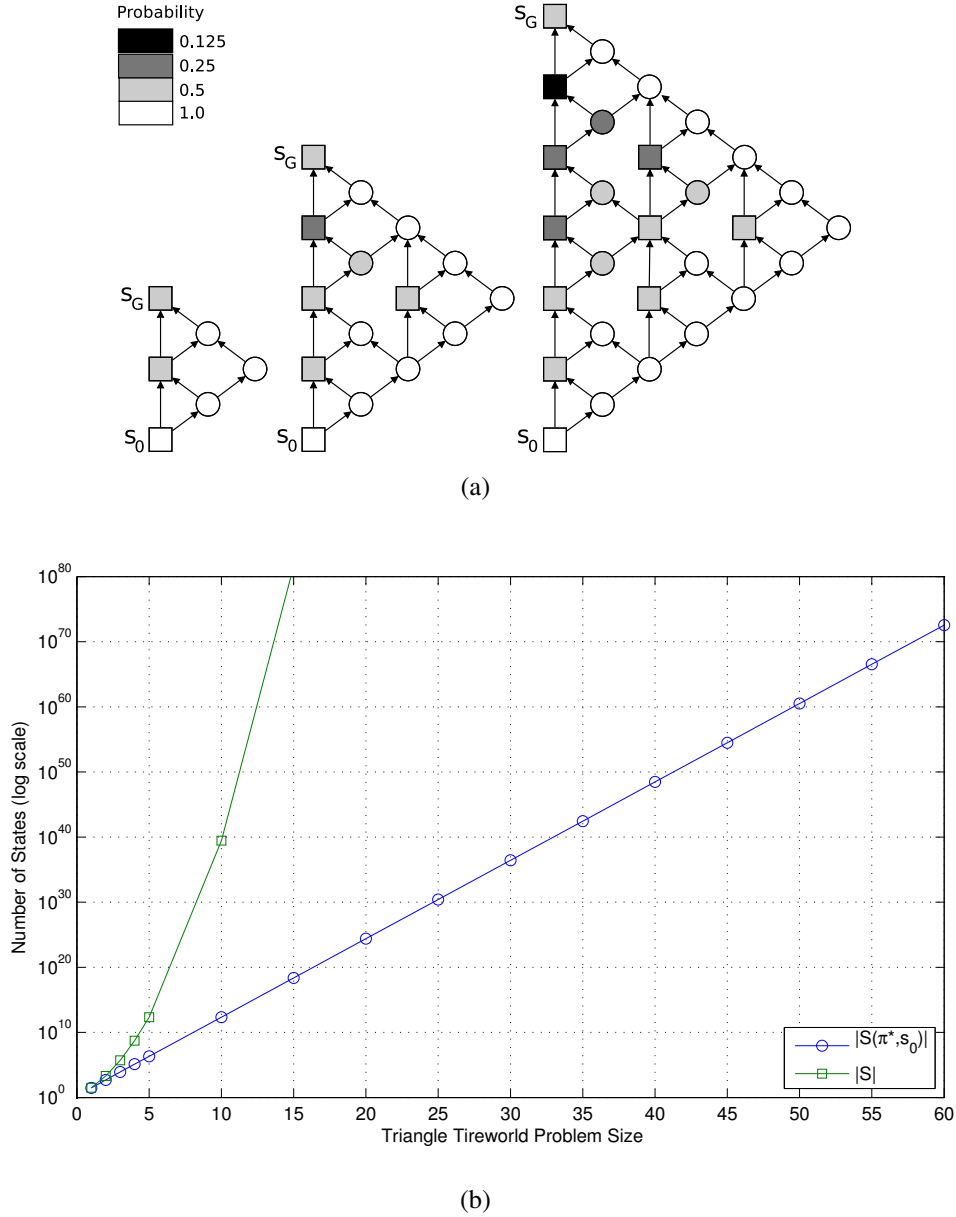 Probability
0.125
0.25
0.5
1.0
S_G
S_G
S_G
S_0
S_0
S_0
(a)
10^80
10^70
10^60
10^50
10^40
10^30
10^20
10^10
10^0
Number of States (log scale)
0 5 10 15 20 25 30 35 40 45 50 55 60
Triangle Tireworld Problem Size
|S(π*,s_0)|
|S|
(b)